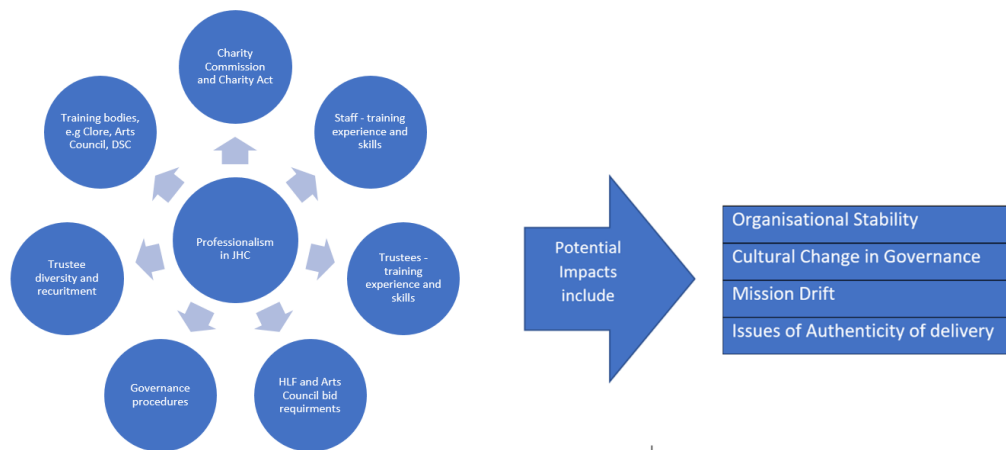 Charity
Commission
and Charity Act
Staff - training
experience and
skills
Trustees -
training
experience and
skills
HLF and Arts
Council bid
requirments
Governance
procedures
Trustee
diversity and
recuritment
Training bodies,
e.g Clore, Arts
Council, DSC
Professionalism
in JHC
Potential
Impacts
include
Organisational Stability
Cultural Change in Governance
Mission Drift
Issues of Authenticity of delivery